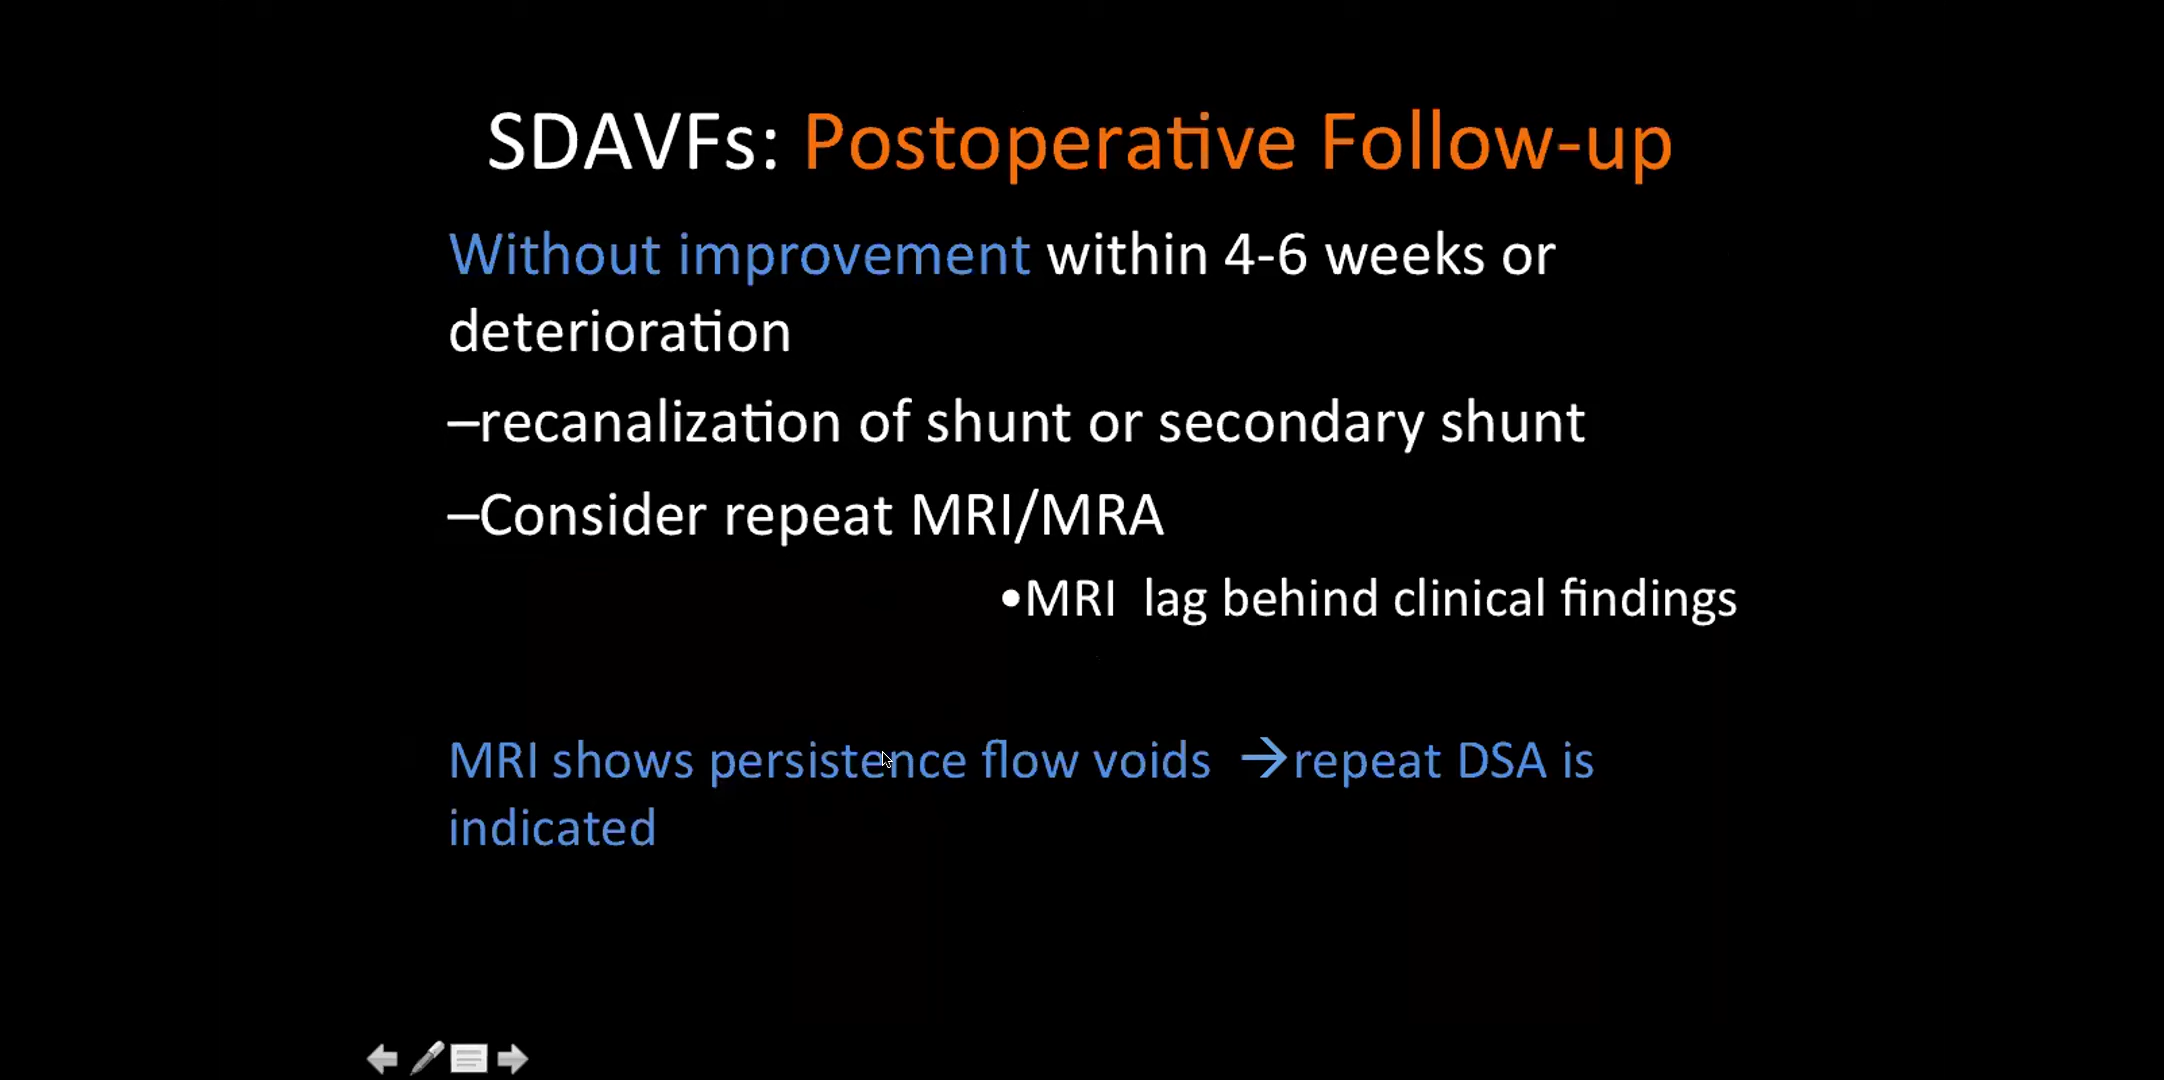 SDAVFs: Postoperative Follow-up
Without improvement within 4-6 weeks or
deterioration
–recanalization of shunt or secondary shunt
–Consider repeat MRI/MRA
•MRI  lag behind clinical findings
MRI shows persistence flow voids →repeat DSA is
indicated